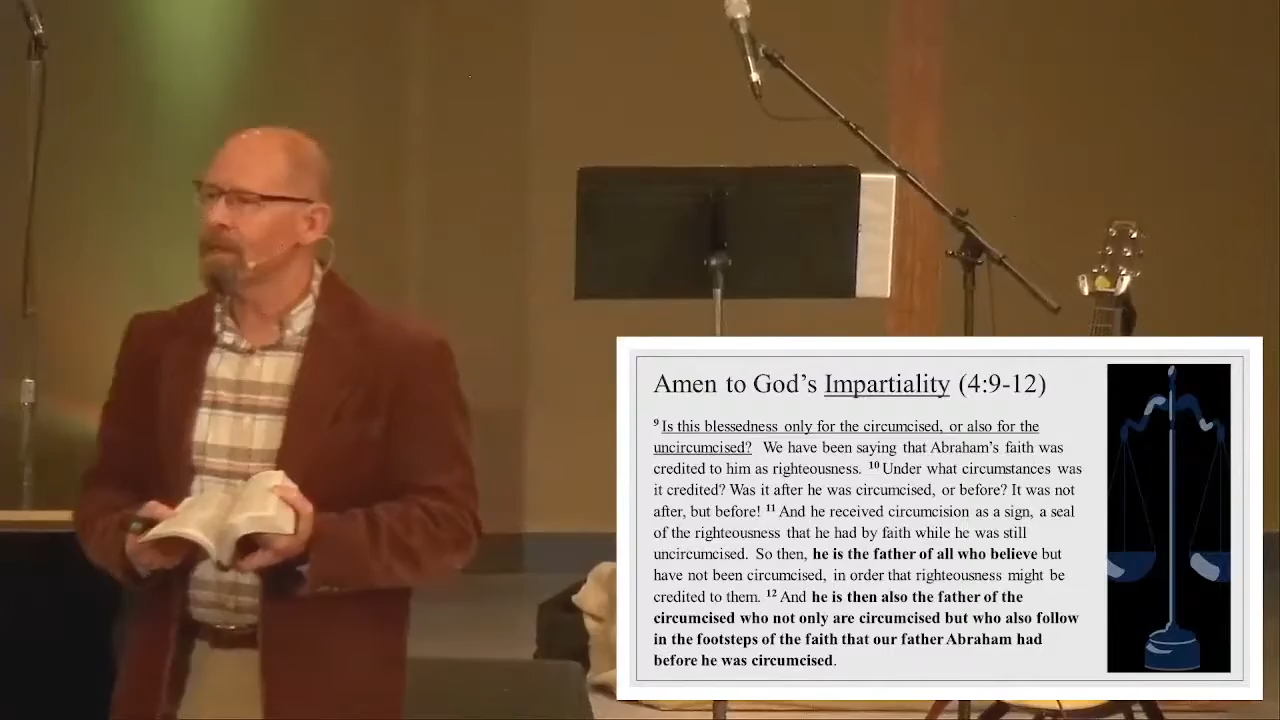 Amen to God's Impartiality (4:9-12)
9 Is this blessedness only for the circumcised, or also for the
uncircumcised? We have been saying that Abraham's faith was
credited to him as righteousness. 10 Under what circumstances was
it credited? Was it after he was circumcised, or before? It was not
after, but before! 11 And he received circumcision as a sign, a seal
of the righteousness that he had by faith while he was still
uncircumcised. So then, he is the father of all who believe but
have not been circumcised, in order that righteousness might be
credited to them. 12 And he is then also the father of the
circumcised who not only are circumcised but who also follow
in the footsteps of the faith that our father Abraham had
before he was circumcised.